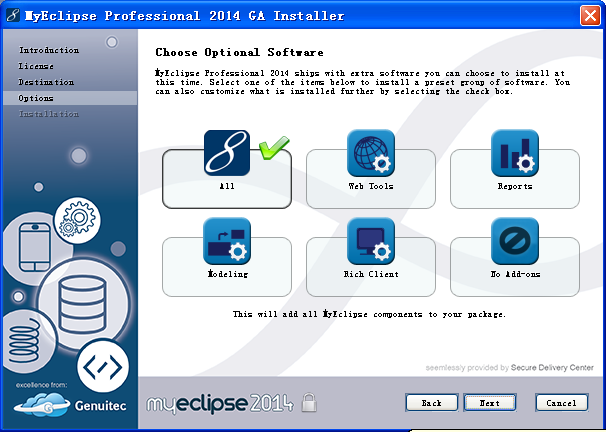 MyEclipse Professional 2014 GA Installer
Introduction
License
Destination
Options
Installation
Choose Optional Software
MyEclipse Professional 2014 ships with extra software you can choose to install at
this time. Select one of the items below to install a preset group of software. You
can also customize what is installed further by selecting the check box.
All
Web Tools
Reports
Modeling
Rich Client
No Add-ons
This will add all MyEclipse components to your package.
seemlessly provided by Secure Delivery Center
excellence from:
Genuitec
myeclipse 2014
Back
Next
Cancel